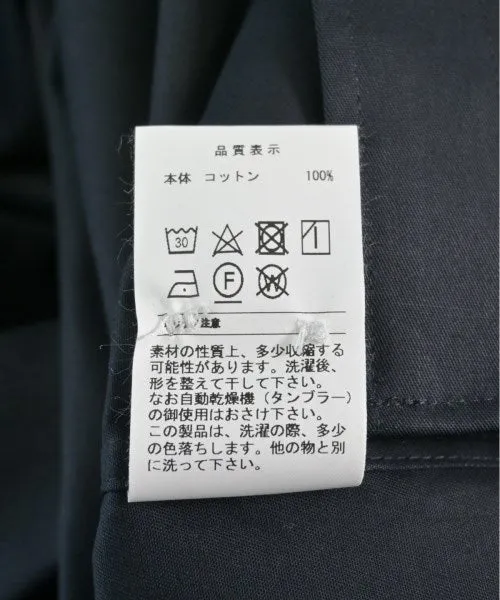 品質表示
本体 コットン 100%
30
F W
注意
素材の性質上、多少収縮する
可能性があります。洗濯後、
形を整えて干して下さい。
なお自動乾燥機(タンブラー)
の御使用はおさけ下さい。
この製品は、洗濯の際、多少
の色落ちします。他の物と別
に洗って下さい。